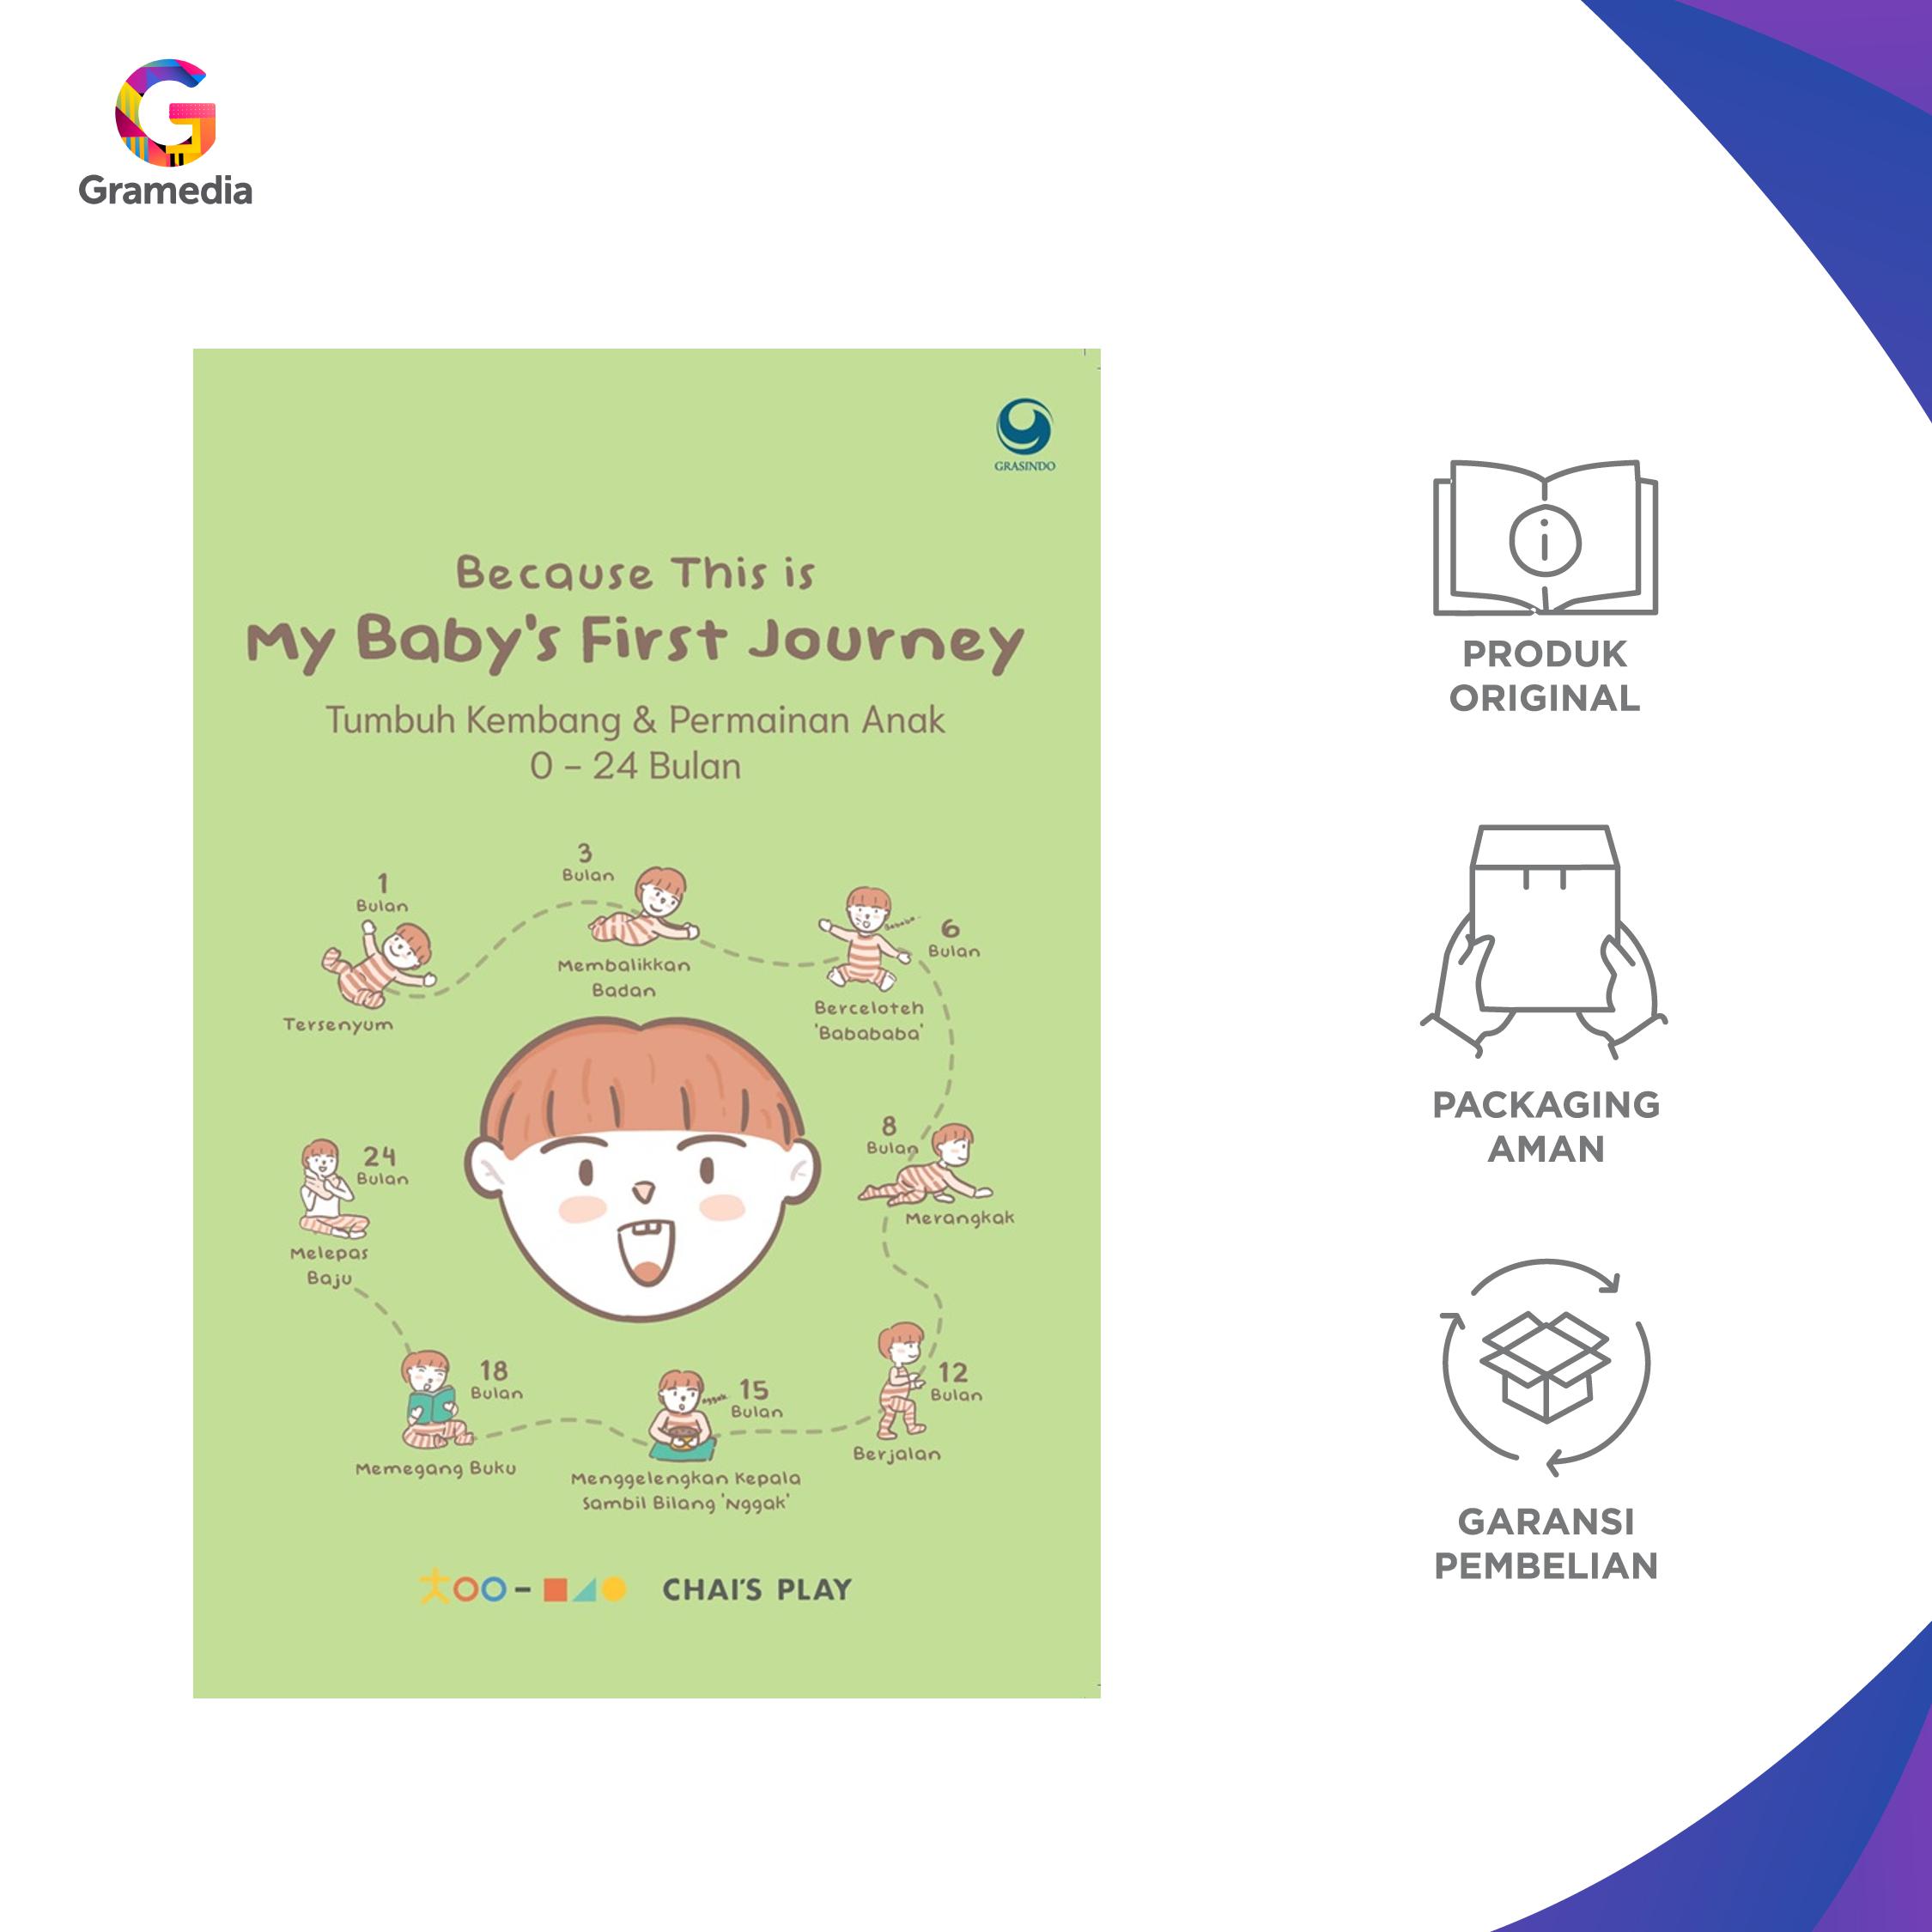 Gramedia
GRASINDO
Because This is
My Baby's First Journey
Tumbuh Kembang & Permainan Anak
0 – 24 Bulan
1
Bulan
Tersenyum
3
Bulan
Membalikkan
Badan
Bababa..
6
Bulan
Berceloteh
'Babababa'
8
Bulan
Merangkak
12
Bulan
Berjalan
nggak..
15
Bulan
Menggelengkan Kepala
Sambil Bilang 'Nggak'
18
Bulan
Memegang Buku
24
Bulan
Melepas
Baju
CHAI'S PLAY
PRODUK
ORIGINAL
PACKAGING
AMAN
GARANSI
PEMBELIAN